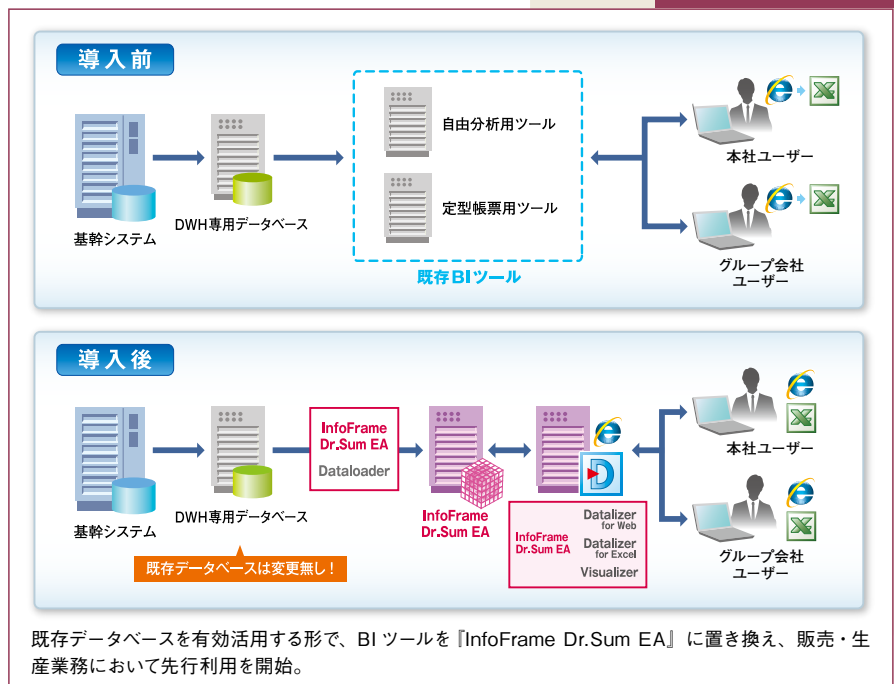 導入前
自由分析用ツール
定型帳票用ツール
基幹システム
DWH専用データベース
既存BIツール
本社ユーザー
グループ会社
ユーザー
導入後
InfoFrame
Dr.Sum EA
Dataloader
基幹システム
DWH専用データベース
既存データベースは変更無し!
InfoFrame
Dr.Sum EA
D
InfoFrame
Dr.Sum EA
Datalizer
for Web
Datalizer
for Excel
Visualizer
本社ユーザー
グループ会社
ユーザー
既存データベースを有効活用する形で、BI ツールを『InfoFrame Dr.Sum EA』に置き換え、販売・生
産業務において先行利用を開始。